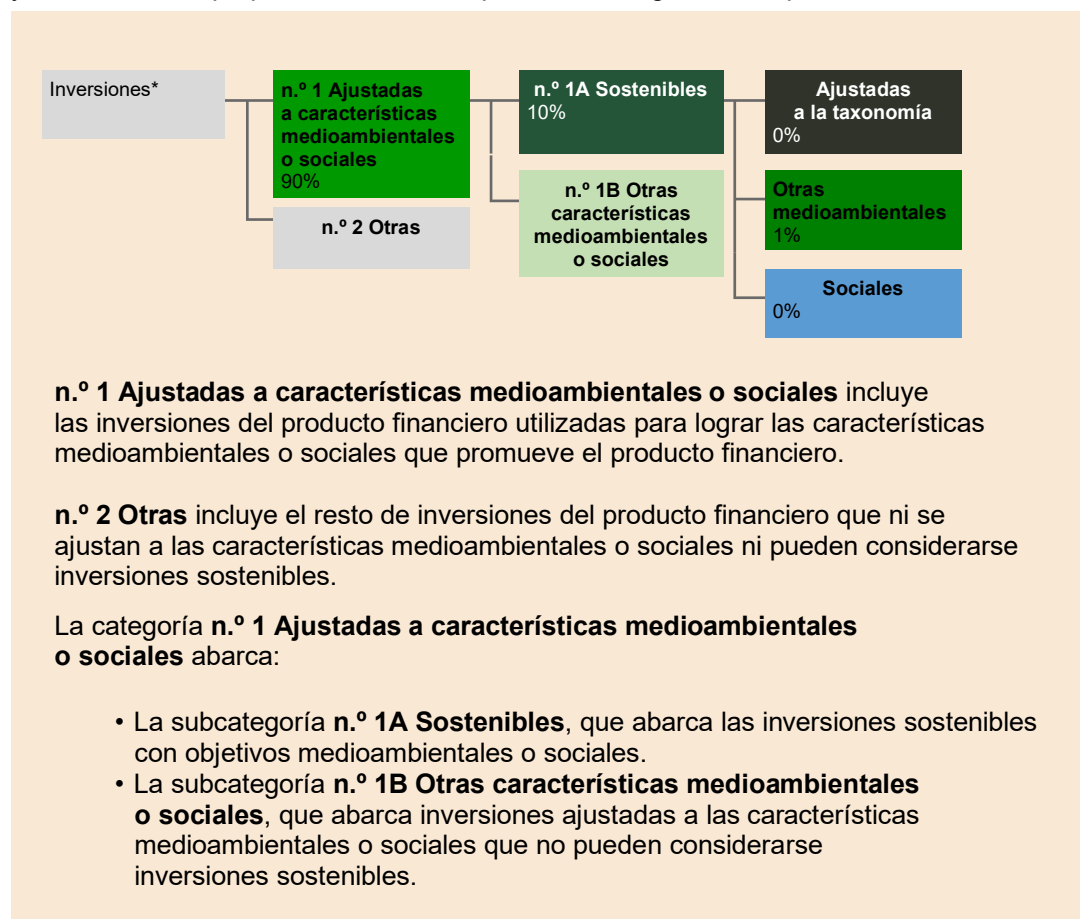 Inversiones*
n.º 1 Ajustadas
a características
medioambientales
o sociales
90%
n.º 2 Otras
n.º 1A Sostenibles
10%
n.º 1B Otras
características
medioambientales
o sociales
Ajustadas
a la taxonomía
0%
Otras
medioambientales
1%
Sociales
0%
n.º 1 Ajustadas a características medioambientales o sociales incluye
las inversiones del producto financiero utilizadas para lograr las características
medioambientales o sociales que promueve el producto financiero.
n.º 2 Otras incluye el resto de inversiones del producto financiero que ni se
ajustan a las características medioambientales o sociales ni pueden considerarse
inversiones sostenibles.
La categoría n.º 1 Ajustadas a características medioambientales
o sociales abarca:
• La subcategoría n.º 1A Sostenibles, que abarca las inversiones sostenibles
con objetivos medioambientales o sociales.
• La subcategoría n.º 1B Otras características medioambientales
o sociales, que abarca inversiones ajustadas a las características
medioambientales o sociales que no pueden considerarse
inversiones sostenibles.